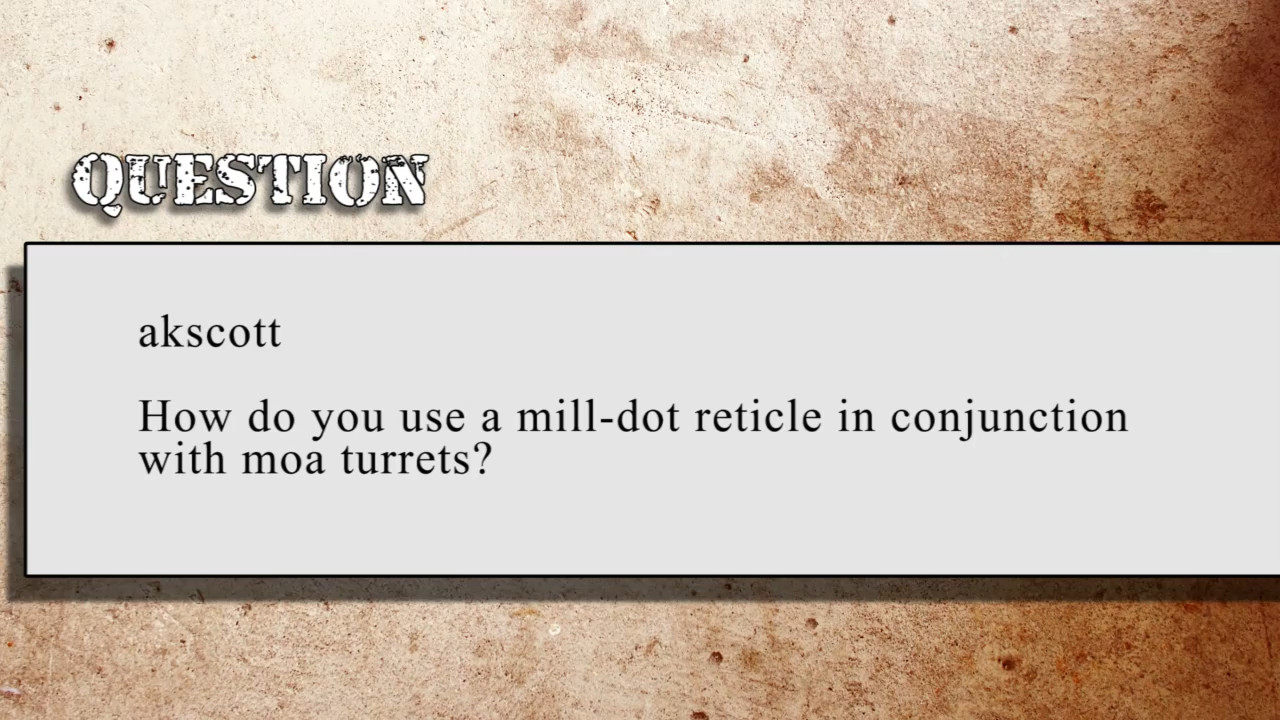 QUESTION
akscott
How do you use a mill-dot reticle in conjunction
with moa turrets?